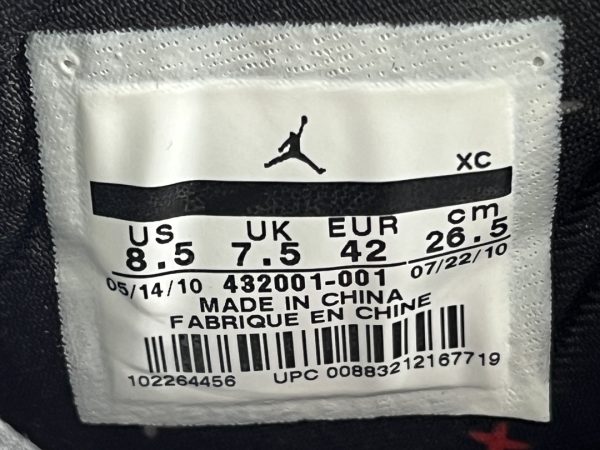 XC
US UK EUR cm
8.5 7.5 42 26.5
05/14/10 432001-001 07/22/10
MADE IN CHINA
FABRIQUE EN CHINE
102264456 UPC 00883212167719